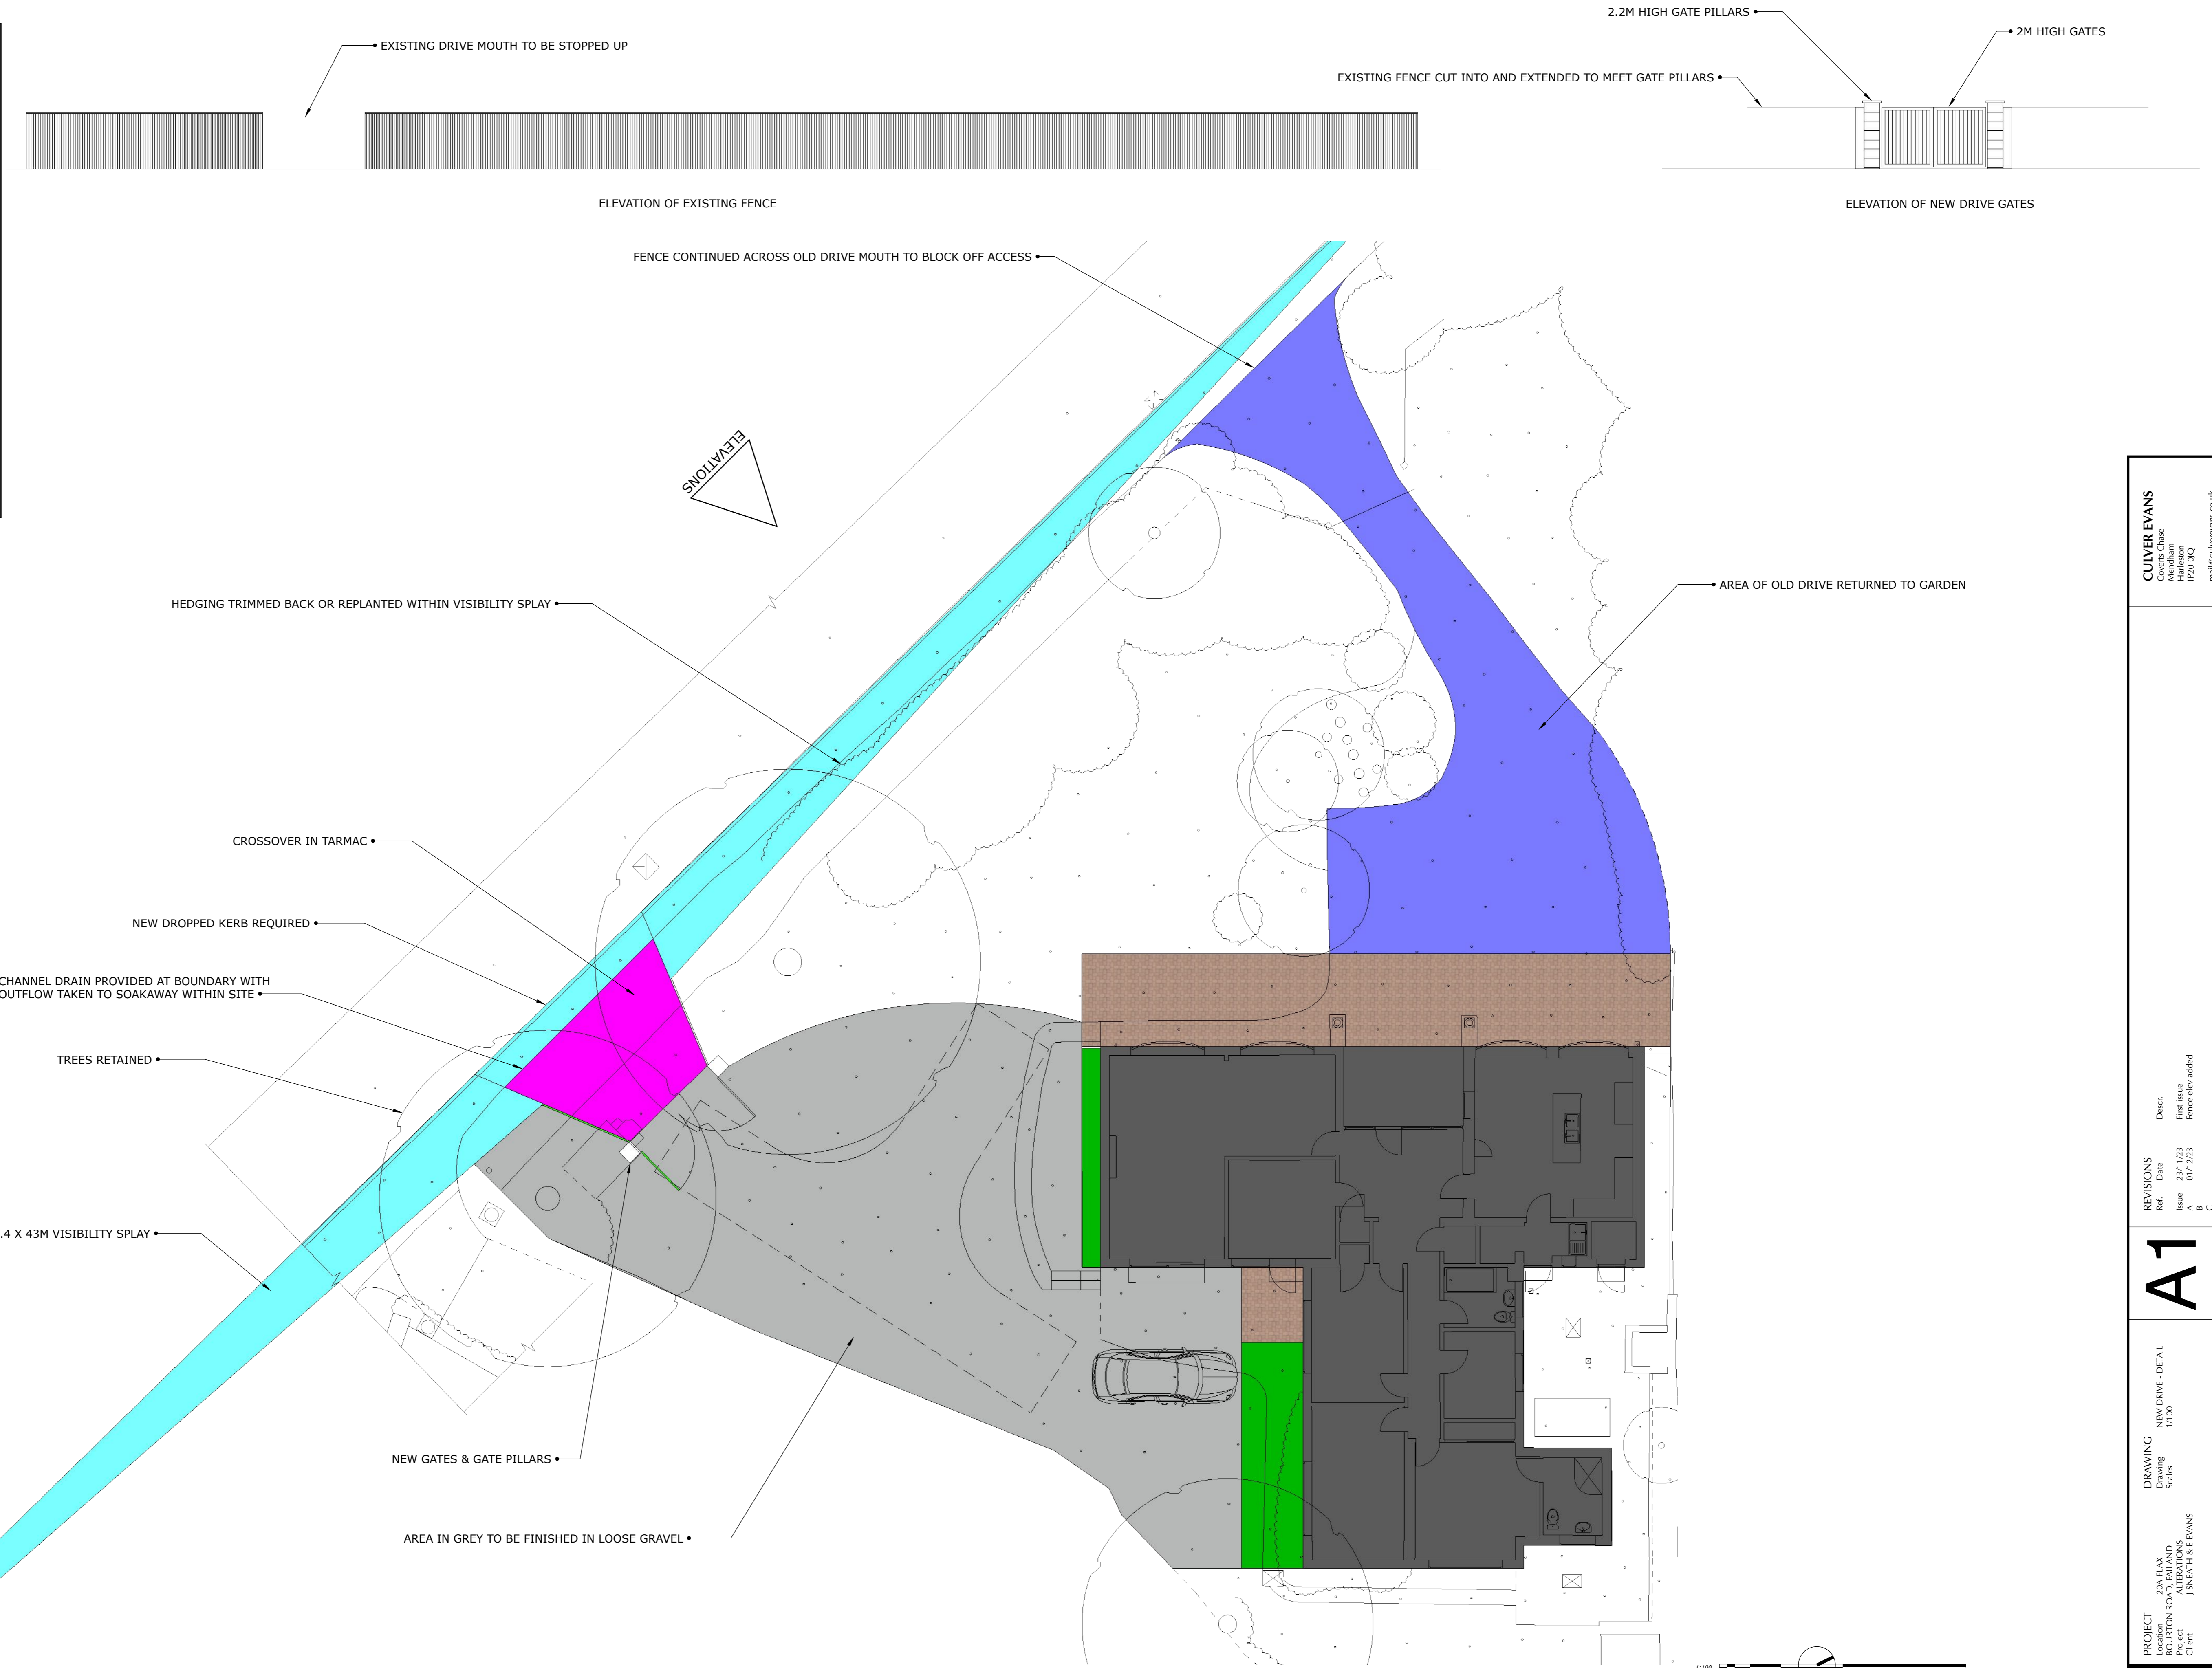 2.2M HIGH GATE PILLARS
2M HIGH GATES
EXISTING DRIVE MOUTH TO BE STOPPED UP
EXISTING FENCE CUT INTO AND EXTENDED TO MEET GATE PILLARS
ELEVATION OF EXISTING FENCE
ELEVATION OF NEW DRIVE GATES
FENCE CONTINUED ACROSS OLD DRIVE MOUTH TO BLOCK OFF ACCESS
ELEVATIONS
HEDGING TRIMMED BACK OR REPLANTED WITHIN VISIBILITY SPLAY
AREA OF OLD DRIVE RETURNED TO GARDEN
CROSSOVER IN TARMAC
NEW DROPPED KERB REQUIRED
CHANNEL DRAIN PROVIDED AT BOUNDARY WITH
OUTFLOW TAKEN TO SOAKAWAY WITHIN SITE
TREES RETAINED
.4 X 43M VISIBILITY SPLAY
NEW GATES & GATE PILLARS
AREA IN GREY TO BE FINISHED IN LOOSE GRAVEL
1:100
PROJECT
Location 20A FLAX
BOURTON ROAD, FAILAND
Project ALTERATIONS
Client J SNEATH & E EVANS
DRAWING
Drawing NEW DRIVE - DETAIL
Scales 1/100
A1
REVISIONS
Ref. Date Descr.
Issue 23/11/23 First issue
A 01/12/23 Fence elev added
B
C
CULVER EVANS
Coverts Chase
Mendham
Harleston
IP20 0JQ